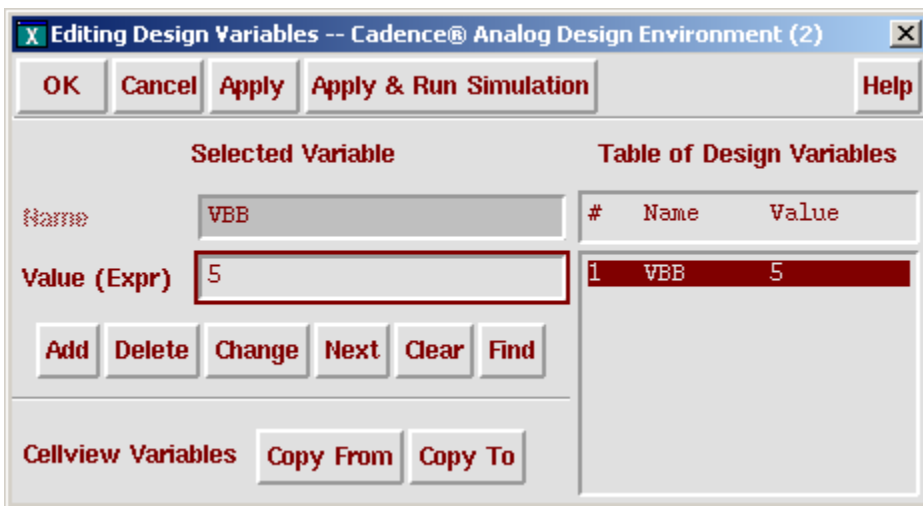 X Editing Design Variables -- Cadence® Analog Design Environment (2)
OK Cancel Apply Apply & Run Simulation Help
Selected Variable
Name VBB
Value (Expr) 5
Add Delete Change Next Clear Find
Cellview Variables Copy From Copy To
Table of Design Variables
# Name Value
1 VBB 5